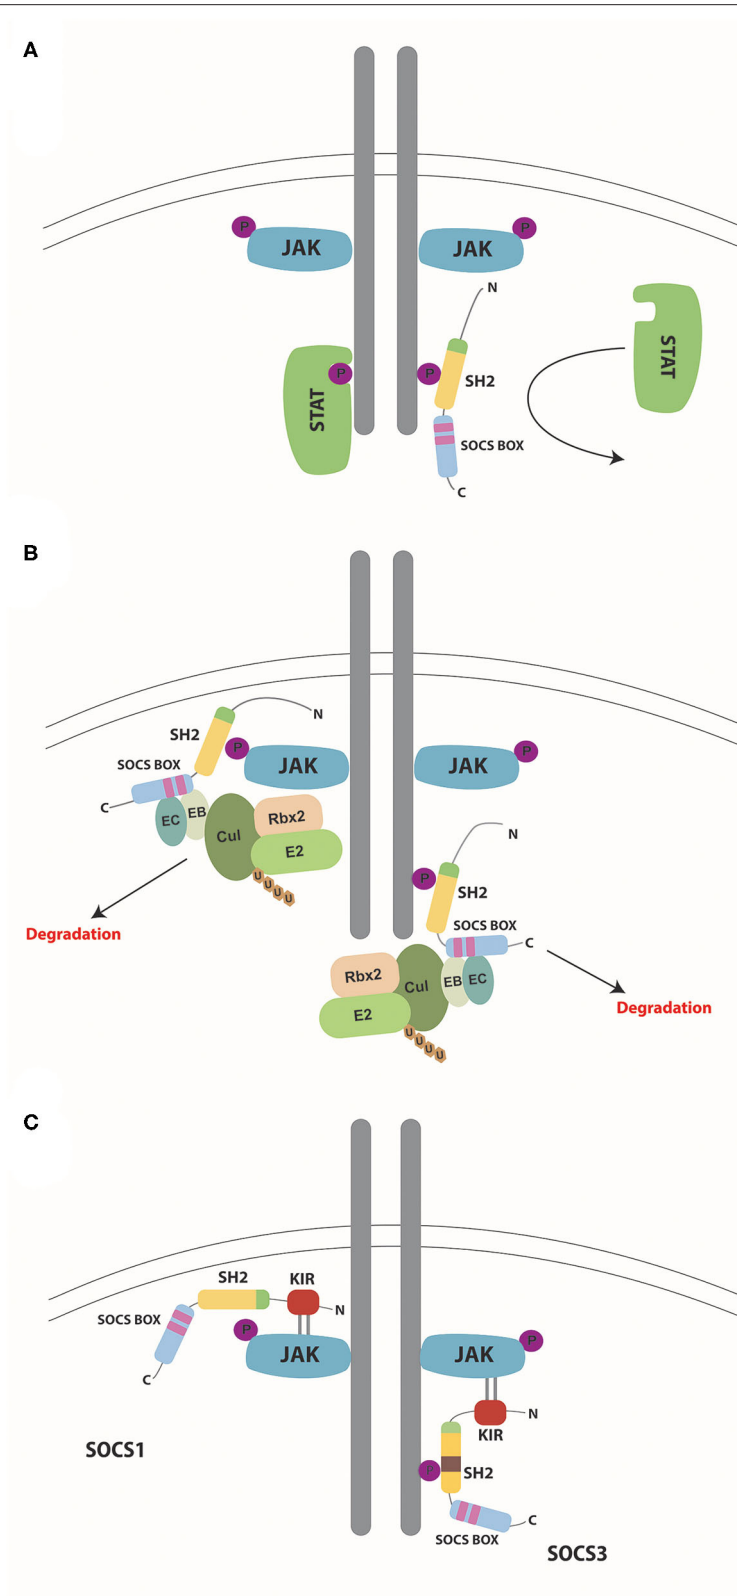 A
P
P
JAK
JAK
N
STAT
P
P
SH2
STAT
SOCS BOX
C
B
N
SH2
P
P
SOCS BOX
JAK
JAK
C
EC
EB
Cul
Rbx2
E2
N
U
U
U
U
P
SH2
Degradation
SOCS BOX
C
Rbx2
Cul
EB
EC
E2
Degradation
U
U
U
U
C
SH2
KIR
SOCS BOX
N
P
P
JAK
JAK
C
N
KIR
SOCS1
P
SH2
C
SOCS BOX
SOCS3